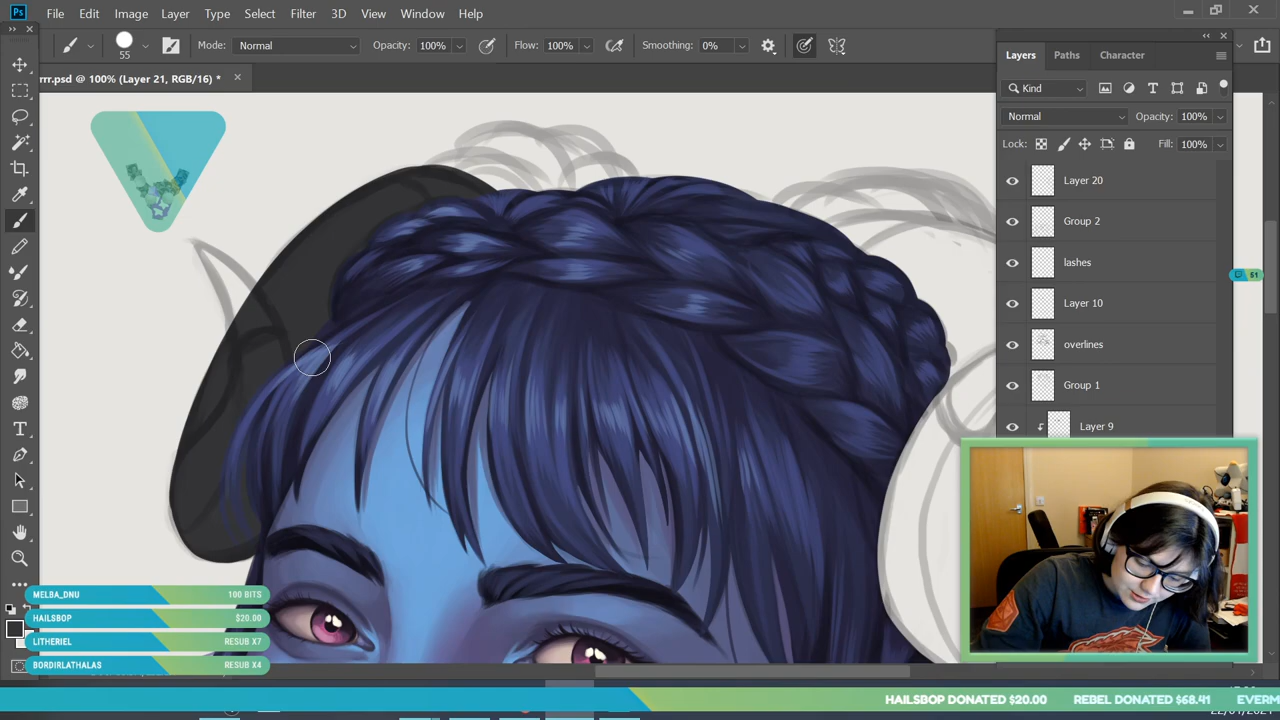 Ps File Edit Image Layer Type Select Filter 3D View Window Help
55 Mode: Normal Opacity: 100% Flow: 100% Smoothing: 0%
rrr.psd @ 100% (Layer 21, RGB/16) *
Layers Paths Character
Kind
Normal Opacity: 100%
Lock: Fill: 100%
Layer 20
Group 2
lashes
51
Layer 10
overlines
Group 1
Layer 9
MELBA_DNU 100 BITS
HAILSBOP $20.00
LITHERIEL RESUB X7
BORDIRLATHALAS RESUB X4
HAILSBOP DONATED $20.00 REBEL DONATED $68.41 EVERM